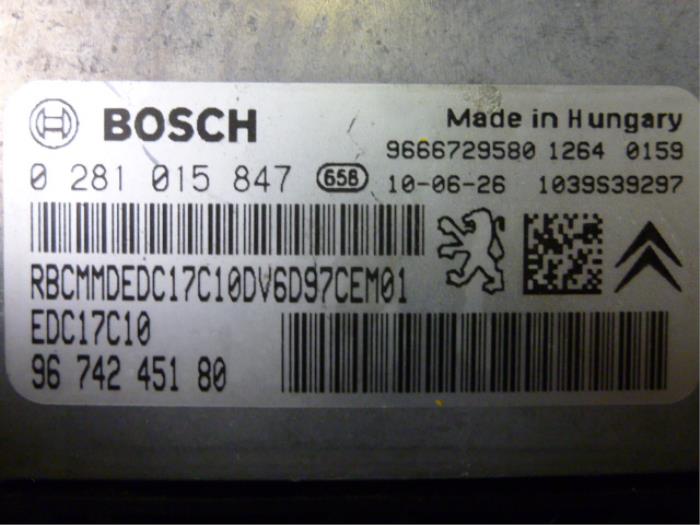 BOSCH
Made in Hungary
9666729580 1264 0159
0 281 015 847 658 10-06-26 1039S39297
RBCMMDEDC17C10DV6D97CEM01
EDC17C10
96 742 451 80